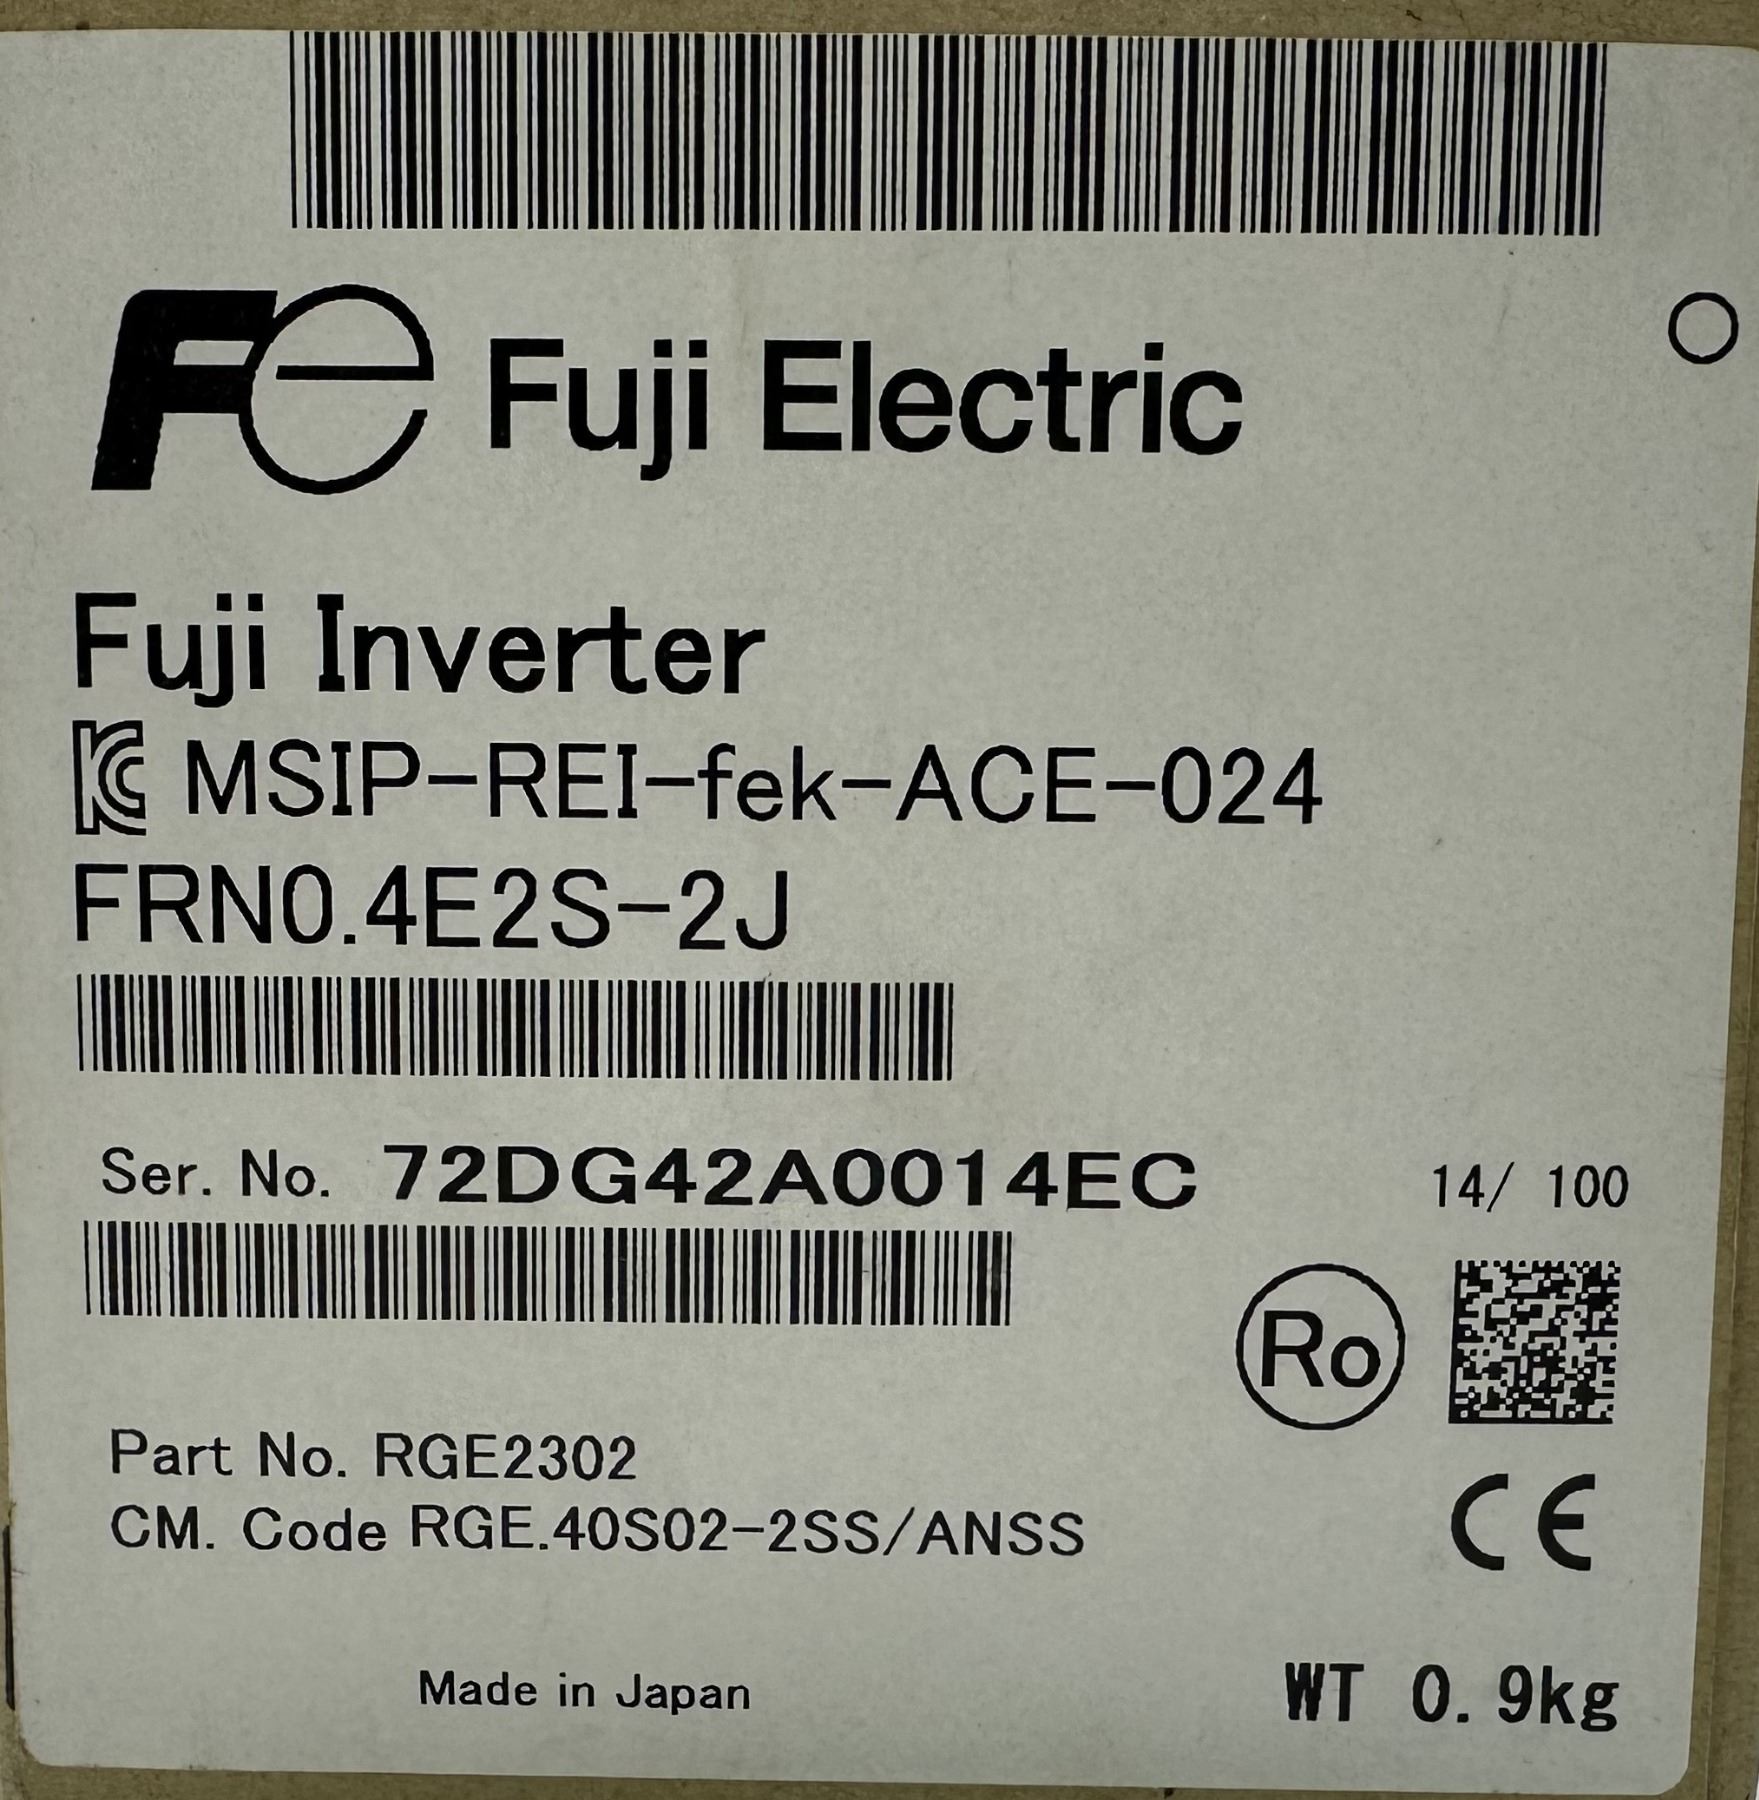 Fe Fuji Electric
Fuji Inverter
MSIP-REI-fek-ACE-024
FRN0.4E2S-2J
Ser. No. 72DG42A0014EC 14/ 100
Ro
Part No. RGE2302
CM. Code RGE.40S02-2SS/ANSS
CE
Made in Japan WT 0.9kg